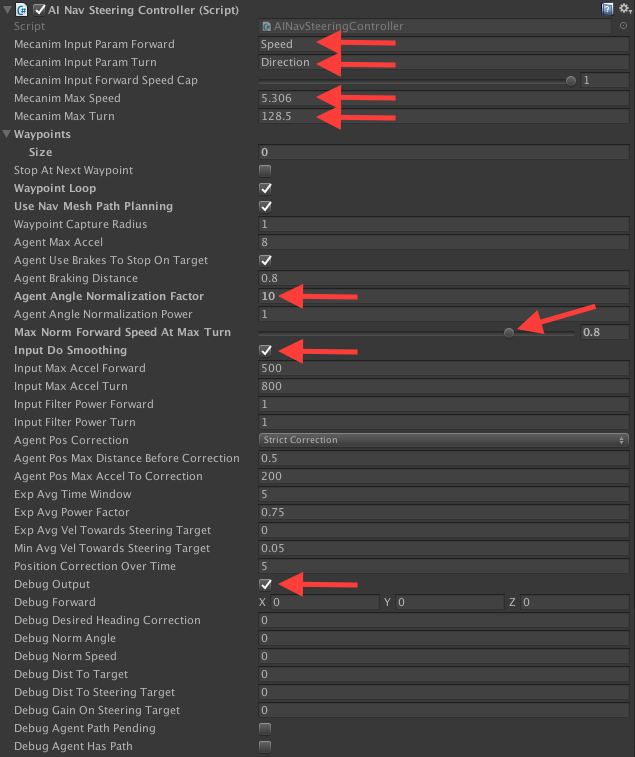 AI Nav Steering Controller (Script)
Script AINavSteeringController
Mecanim Input Param Forward Speed
Mecanim Input Param Turn Direction
Mecanim Input Forward Speed Cap 1
Mecanim Max Speed 5.306
Mecanim Max Turn 128.5
Waypoints
Size 0
Stop At Next Waypoint
Waypoint Loop
Use Nav Mesh Path Planning
Waypoint Capture Radius 1
Agent Max Accel 8
Agent Use Brakes To Stop On Target
Agent Braking Distance 0.8
Agent Angle Normalization Factor 10
Agent Angle Normalization Power 1
Max Norm Forward Speed At Max Turn 0.8
Input Do Smoothing
Input Max Accel Forward 500
Input Max Accel Turn 800
Input Filter Power Forward 1
Input Filter Power Turn 1
Agent Pos Correction Strict Correction
Agent Pos Max Distance Before Correction 0.5
Agent Pos Max Accel To Correction 200
Exp Avg Time Window 5
Exp Avg Power Factor 0.75
Exp Avg Vel Towards Steering Target 0
Min Avg Vel Towards Steering Target 0.05
Position Correction Over Time 5
Debug Output
Debug Forward X 0 Y 0 Z 0
Debug Desired Heading Correction 0
Debug Norm Angle 0
Debug Norm Speed 0
Debug Dist To Target 0
Debug Dist To Steering Target 0
Debug Gain On Steering Target 0
Debug Agent Path Pending
Debug Agent Has Path